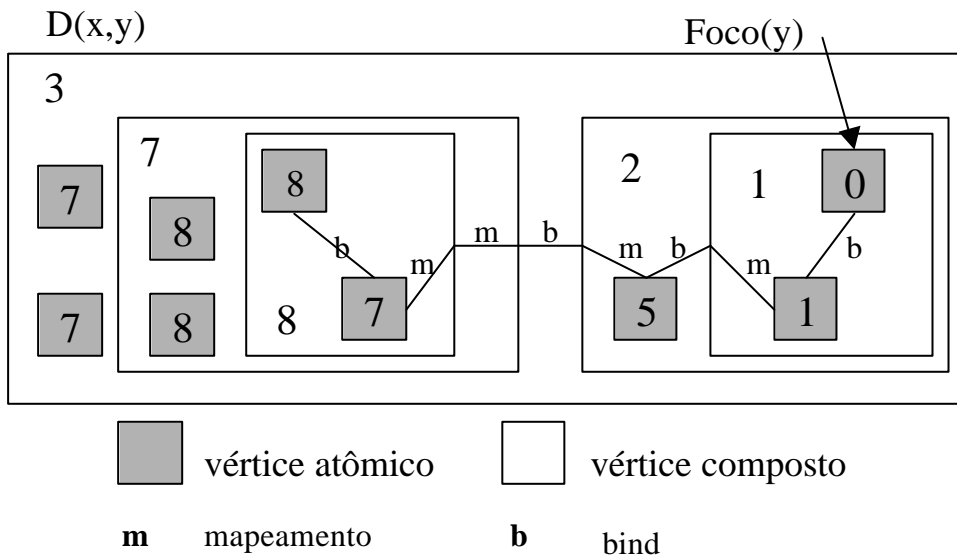 D(x,y)
Foco(y)
3
7
8
2
1
0
7
8
b
m
m
b
m
b
m
b
7
8
8
7
5
1
vértice atômico
vértice composto
m mapeamento
b bind